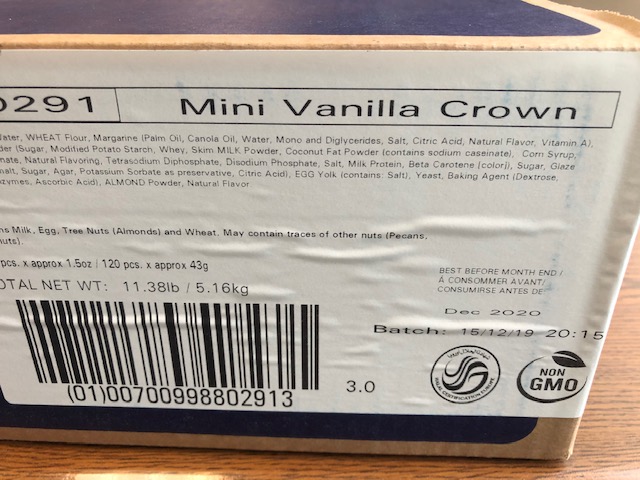 0291 Mini Vanilla Crown
Water, WHEAT Flour, Margarine (Palm Oil, Canola Oil, Water, Mono and Diglycerides, Salt, Citric Acid, Natural Flavor, Vitamin A),
der (Sugar, Modified Potato Starch, Whey, Skim MILK Powder, Coconut Fat Powder (contains sodium caseinate), Corn Syrup,
nate, Natural Flavoring, Tetrasodium Diphosphate, Disodium Phosphate, Salt, Milk Protein, Beta Carotene [color]), Sugar, Glaze
malt, Sugar, Agar, Potassium Sorbate as preservative, Citric Acid), EGG Yolk (contains: Salt), Yeast, Baking Agent (Dextrose,
nzymes, Ascorbic Acid), ALMOND Powder, Natural Flavor
ns Milk, Egg, Tree Nuts (Almonds) and Wheat. May contain traces of other nuts (Pecans,
nuts).
pcs. x approx 1.5oz / 120 pcs. x approx 43g
OTAL NET WT: 11.38lb / 5.16kg
BEST BEFORE MONTH END /
À CONSOMMER AVANT/
CONSUMIRSE ANTES DE
Dec 2020
Batch: 15/12/19 20:15
(01)00700998802913
3.0
HALAL CERTIFICATION EUROPE
NON
GMO